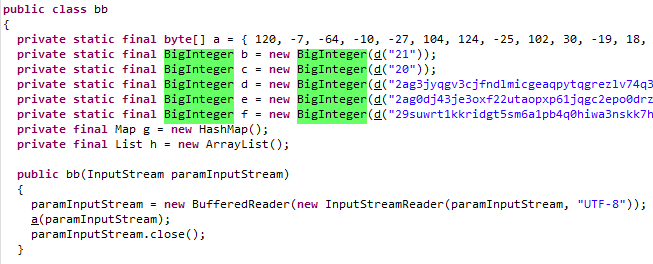 public class bb
{
private static final byte[] a = { 120, -7, -64, -10, -27, 104, 124, -25, 102, 30, -19, 18,
private static final BigInteger b = new BigInteger(d("21"));
private static final BigInteger c = new BigInteger(d("20"));
private static final BigInteger d = new BigInteger(d("2ag3jyqgv3cjfndlmicgeaqpytqgrezlv74q3
private static final BigInteger e = new BigInteger(d("2ag0dj43je3oxf22utaopxp61jqgc2epo0drz
private static final BigInteger f = new BigInteger(d("29suwrt1kkridgt5sm6a1pb4q0hiwa3nskk7h
private final Map g = new HashMap();
private final List h = new ArrayList();
public bb(InputStream paramInputStream)
{
paramInputStream = new BufferedReader(new InputStreamReader(paramInputStream, "UTF-8"));
a(paramInputStream);
paramInputStream.close();
}